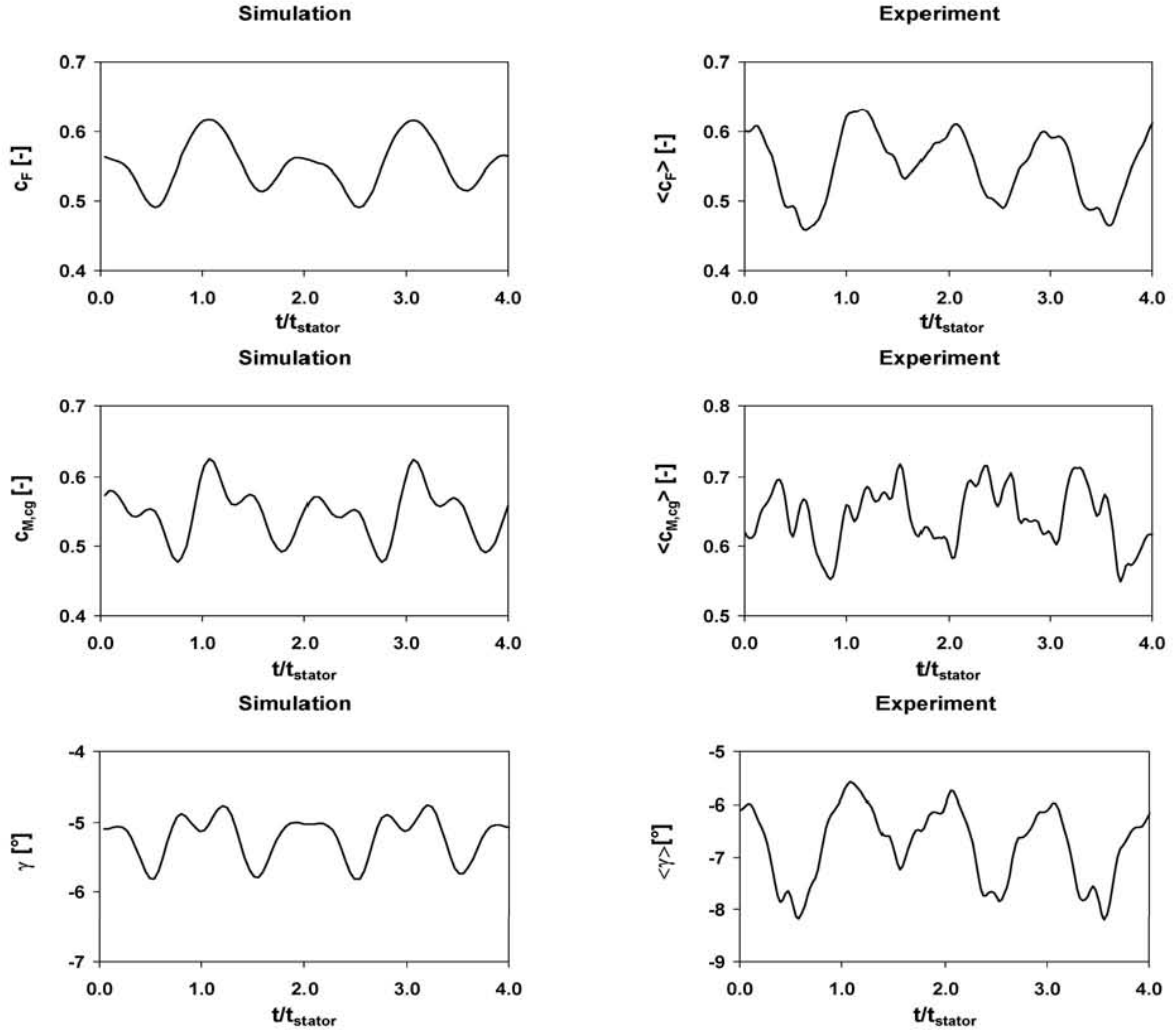 Simulation
0.7
0.6
0.5
0.4
c_F [-]
0.0 1.0 2.0 3.0 4.0
t/t_stator
Experiment
0.7
0.6
0.5
0.4
<c_F> [-]
0.0 1.0 2.0 3.0 4.0
t/t_stator
Simulation
0.7
0.6
0.5
0.4
c_M,cg [-]
0.0 1.0 2.0 3.0 4.0
t/t_stator
Experiment
0.8
0.7
0.6
0.5
<c_M,cg> [-]
0.0 1.0 2.0 3.0 4.0
t/t_stator
Simulation
-4
-5
-6
-7
γ [°]
0.0 1.0 2.0 3.0 4.0
t/t_stator
Experiment
-5
-6
-7
-8
-9
<γ>[°]
0.0 1.0 2.0 3.0 4.0
t/t_stator